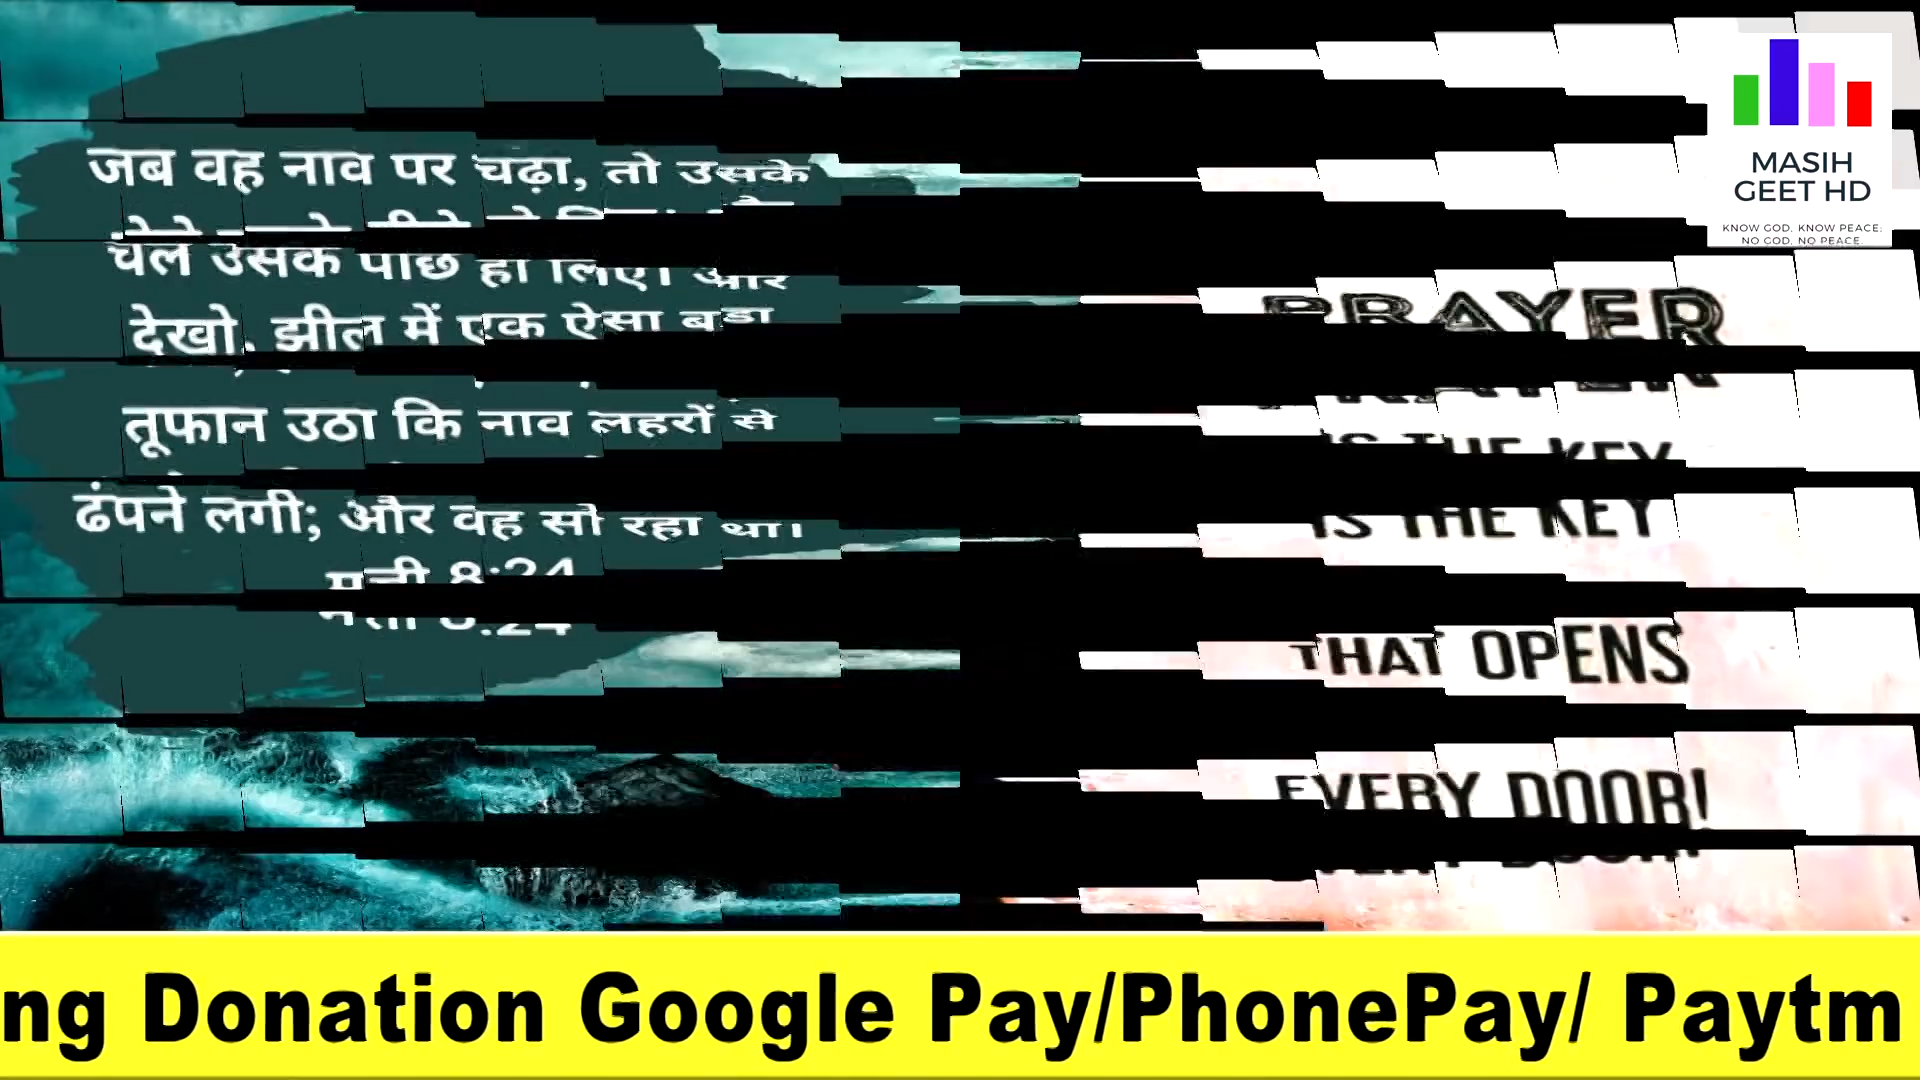 जब वह नाव पर चढ़ा, तो उसके
चेले उसके पीछे हो लिए। और
देखो, झील में एक ऐसा बड़ा
तूफान उठा कि नाव लहरों से
ढंपने लगी; और वह सो रहा था।
मत्ती 8:24
PRAYER
IS THE KEY
THAT OPENS
EVERY DOOR!
MASIH
GEET HD
KNOW GOD, KNOW PEACE;
NO GOD, NO PEACE.
ng Donation Google Pay/PhonePay/ Paytm